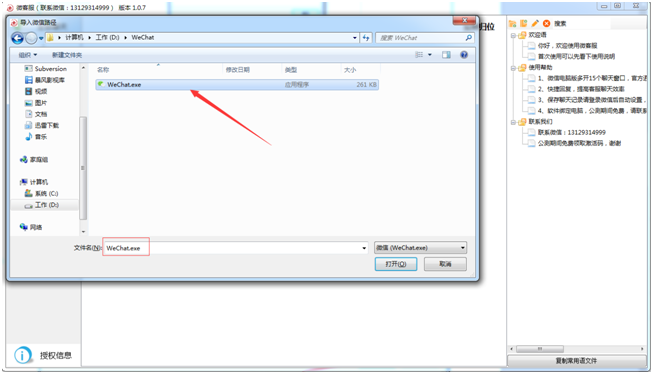 微客服（联系微信：13129314999） 版本 1.0.7
导入微信路径
计算机 工作 (D:) WeChat
搜索 WeChat
归位
组织 新建文件夹
名称 修改日期 类型 大小
WeChat.exe 应用程序 261 KB
Subversion
暴风影视库
视频
图片
文档
迅雷下载
音乐
家庭组
计算机
系统 (C:)
工作 (D:)
网络
文件名(N): WeChat.exe
微信 (WeChat.exe)
打开(O) 取消
授权信息
搜索
欢迎语
你好，欢迎使用微客服
首次使用可以先看下使用说明
使用帮助
1、微信电脑版多开15个聊天窗口，官方
2、快捷回复，提高客服聊天效率
3、保存聊天记录请登录微信后自动设置，
4、软件绑定电脑，公测期间免费，请联
联系我们
联系微信：13129314999
公测期间免费领取激活码，谢谢
复制常用语文件